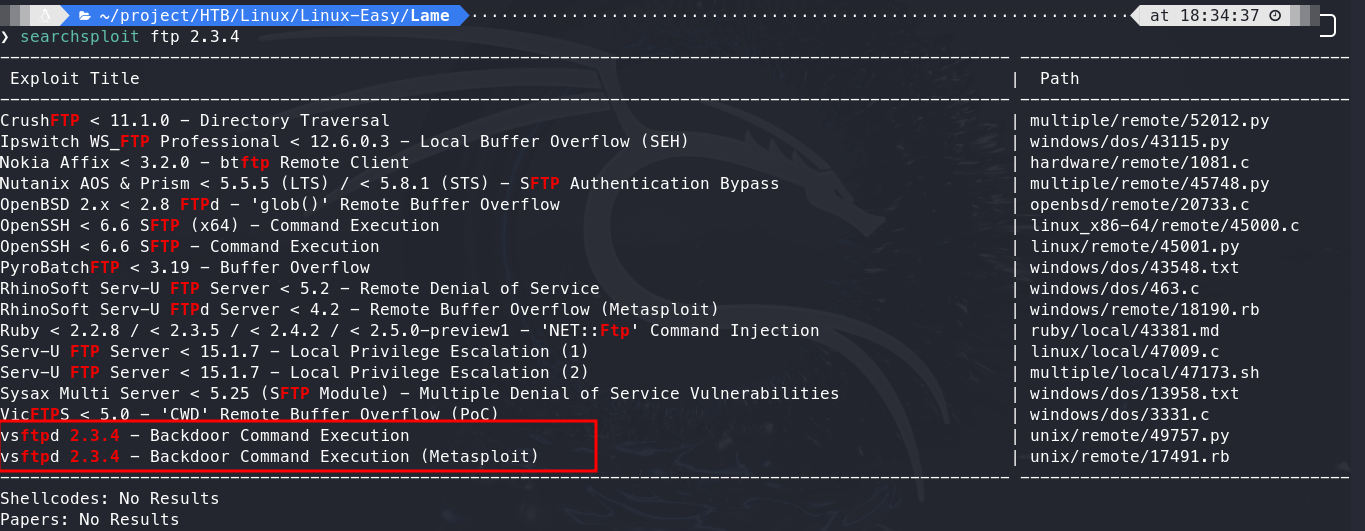 ~/project/HTB/Linux/Linux-Easy/Lame at 18:34:37
❯ searchsploit ftp 2.3.4
Exploit Title | Path
CrushFTP < 11.1.0 - Directory Traversal | multiple/remote/52012.py
Ipswitch WS_FTP Professional < 12.6.0.3 - Local Buffer Overflow (SEH) | windows/dos/43115.py
Nokia Affix < 3.2.0 - btftp Remote Client | hardware/remote/1081.c
Nutanix AOS & Prism < 5.5.5 (LTS) / < 5.8.1 (STS) - SFTP Authentication Bypass | multiple/remote/45748.py
OpenBSD 2.x < 2.8 FTPd - 'glob()' Remote Buffer Overflow | openbsd/remote/20733.c
OpenSSH < 6.6 SFTP (x64) - Command Execution | linux_x86-64/remote/45000.c
OpenSSH < 6.6 SFTP - Command Execution | linux/remote/45001.py
PyroBatchFTP < 3.19 - Buffer Overflow | windows/dos/43548.txt
RhinoSoft Serv-U FTP Server < 5.2 - Remote Denial of Service | windows/dos/463.c
RhinoSoft Serv-U FTPd Server < 4.2 - Remote Buffer Overflow (Metasploit) | windows/remote/18190.rb
Ruby < 2.2.8 / < 2.3.5 / < 2.4.2 / < 2.5.0-preview1 - 'NET::Ftp' Command Injection | ruby/local/43381.md
Serv-U FTP Server < 15.1.7 - Local Privilege Escalation (1) | linux/local/47009.c
Serv-U FTP Server < 15.1.7 - Local Privilege Escalation (2) | multiple/local/47173.sh
Sysax Multi Server < 5.25 (SFTP Module) - Multiple Denial of Service Vulnerabilities | windows/dos/13958.txt
VicFTPS < 5.0 - 'CWD' Remote Buffer Overflow (PoC) | windows/dos/3331.c
vsftpd 2.3.4 - Backdoor Command Execution | unix/remote/49757.py
vsftpd 2.3.4 - Backdoor Command Execution (Metasploit) | unix/remote/17491.rb
Shellcodes: No Results
Papers: No Results